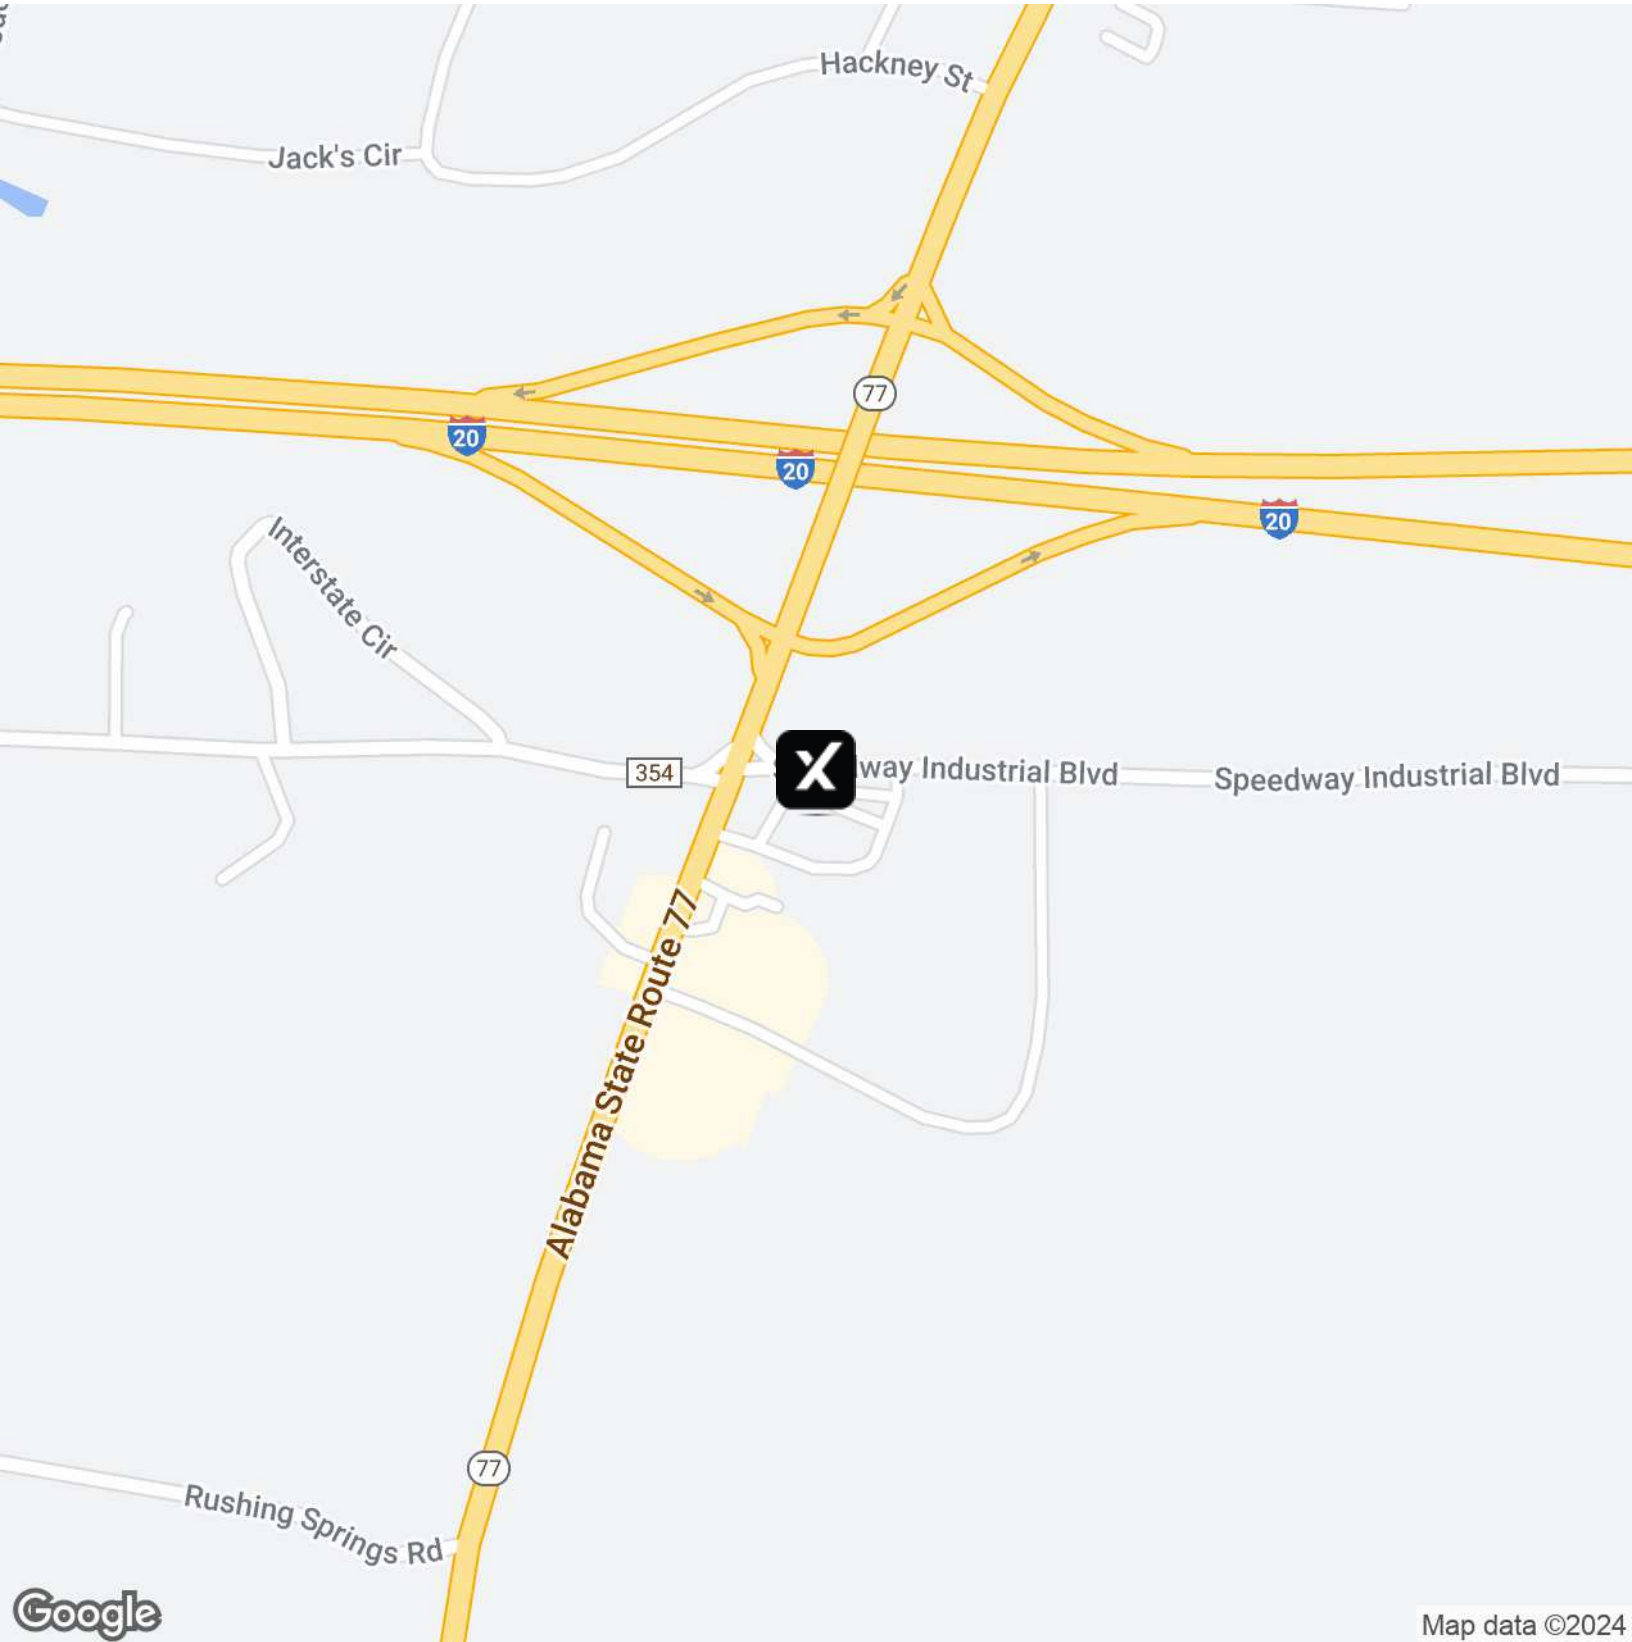 Hackney St
Jack's Cir
77
20
20
20
Interstate Cir
354
way Industrial Blvd
Speedway Industrial Blvd
Alabama State Route 77
77
Rushing Springs Rd
Google
Map data ©2024